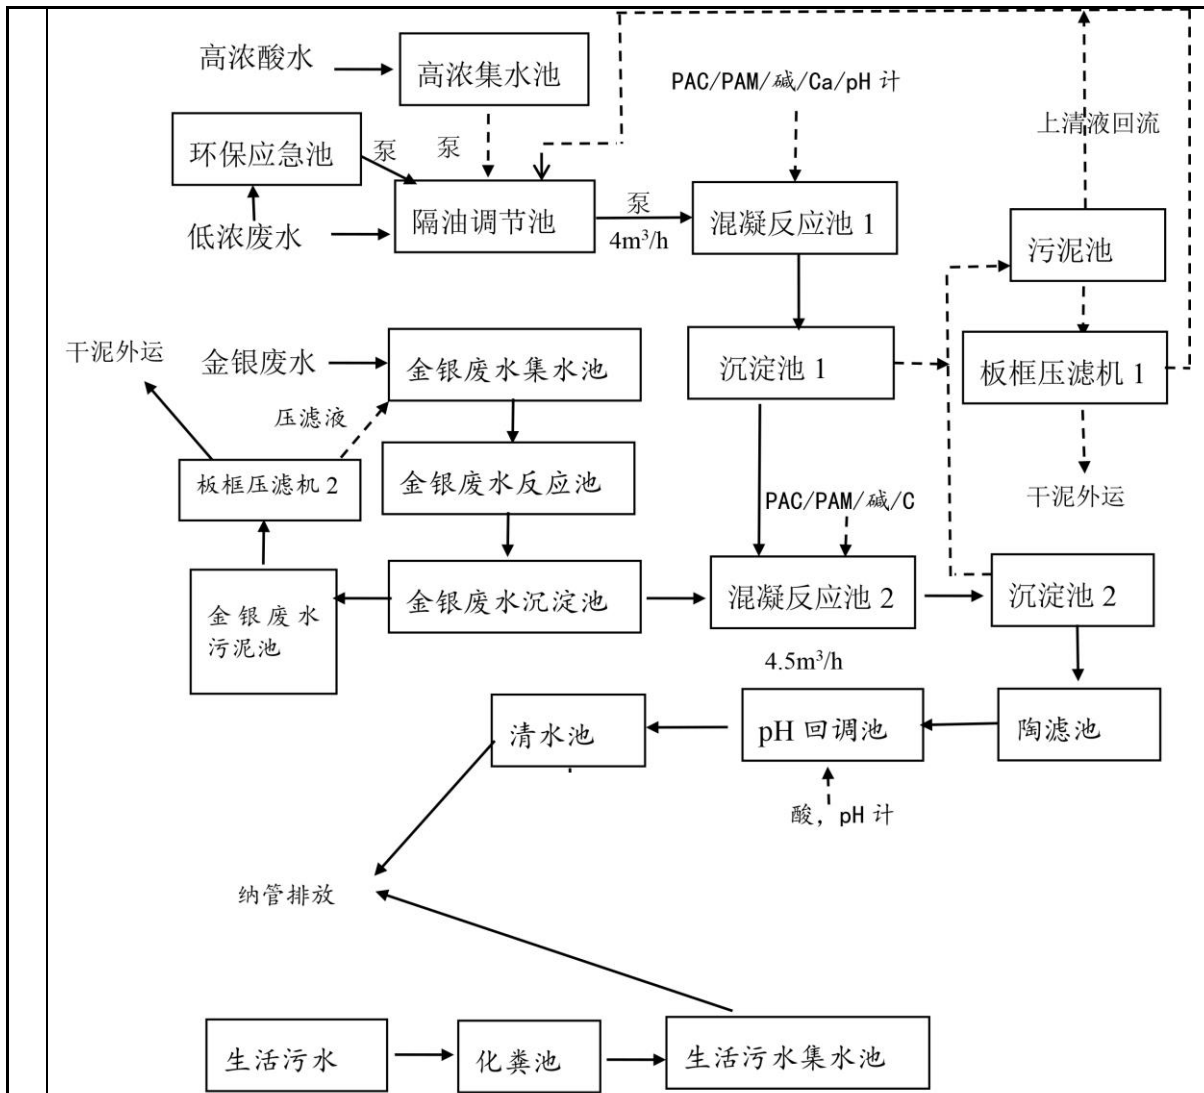 高浓酸水
高浓集水池
PAC/PAM/碱/Ca/pH 计
上清液回流
环保应急池
泵
泵
隔油调节池
泵
4m³/h
混凝反应池 1
低浓废水
污泥池
干泥外运
金银废水
金银废水集水池
沉淀池 1
板框压滤机 1
压滤液
板框压滤机 2
金银废水反应池
PAC/PAM/碱/C
干泥外运
金银废水
污泥池
金银废水沉淀池
混凝反应池 2
沉淀池 2
4.5m³/h
清水池
pH 回调池
陶滤池
酸，pH 计
纳管排放
生活污水
化粪池
生活污水集水池